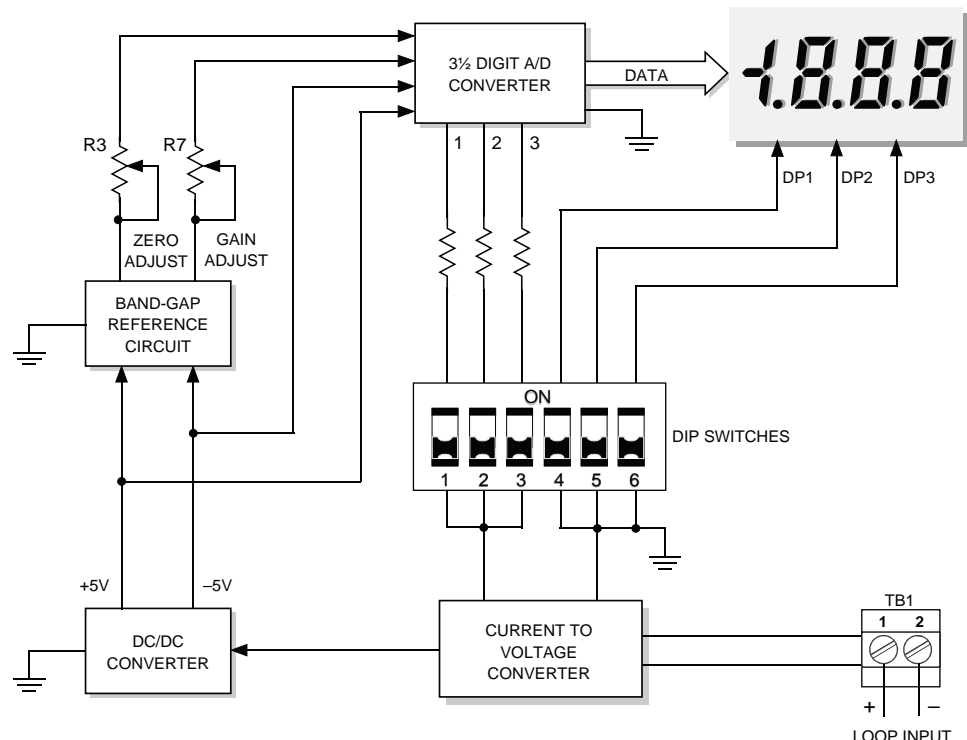 3½ DIGIT A/D
CONVERTER
DATA
-1.8.8.8
1 2 3
DP1 DP2 DP3
R3 R7
ZERO
ADJUST
GAIN
ADJUST
BAND-GAP
REFERENCE
CIRCUIT
ON
1 2 3 4 5 6
DIP SWITCHES
+5V –5V
DC/DC
CONVERTER
CURRENT TO
VOLTAGE
CONVERTER
TB1
1 2
+ –
LOOP INPUT